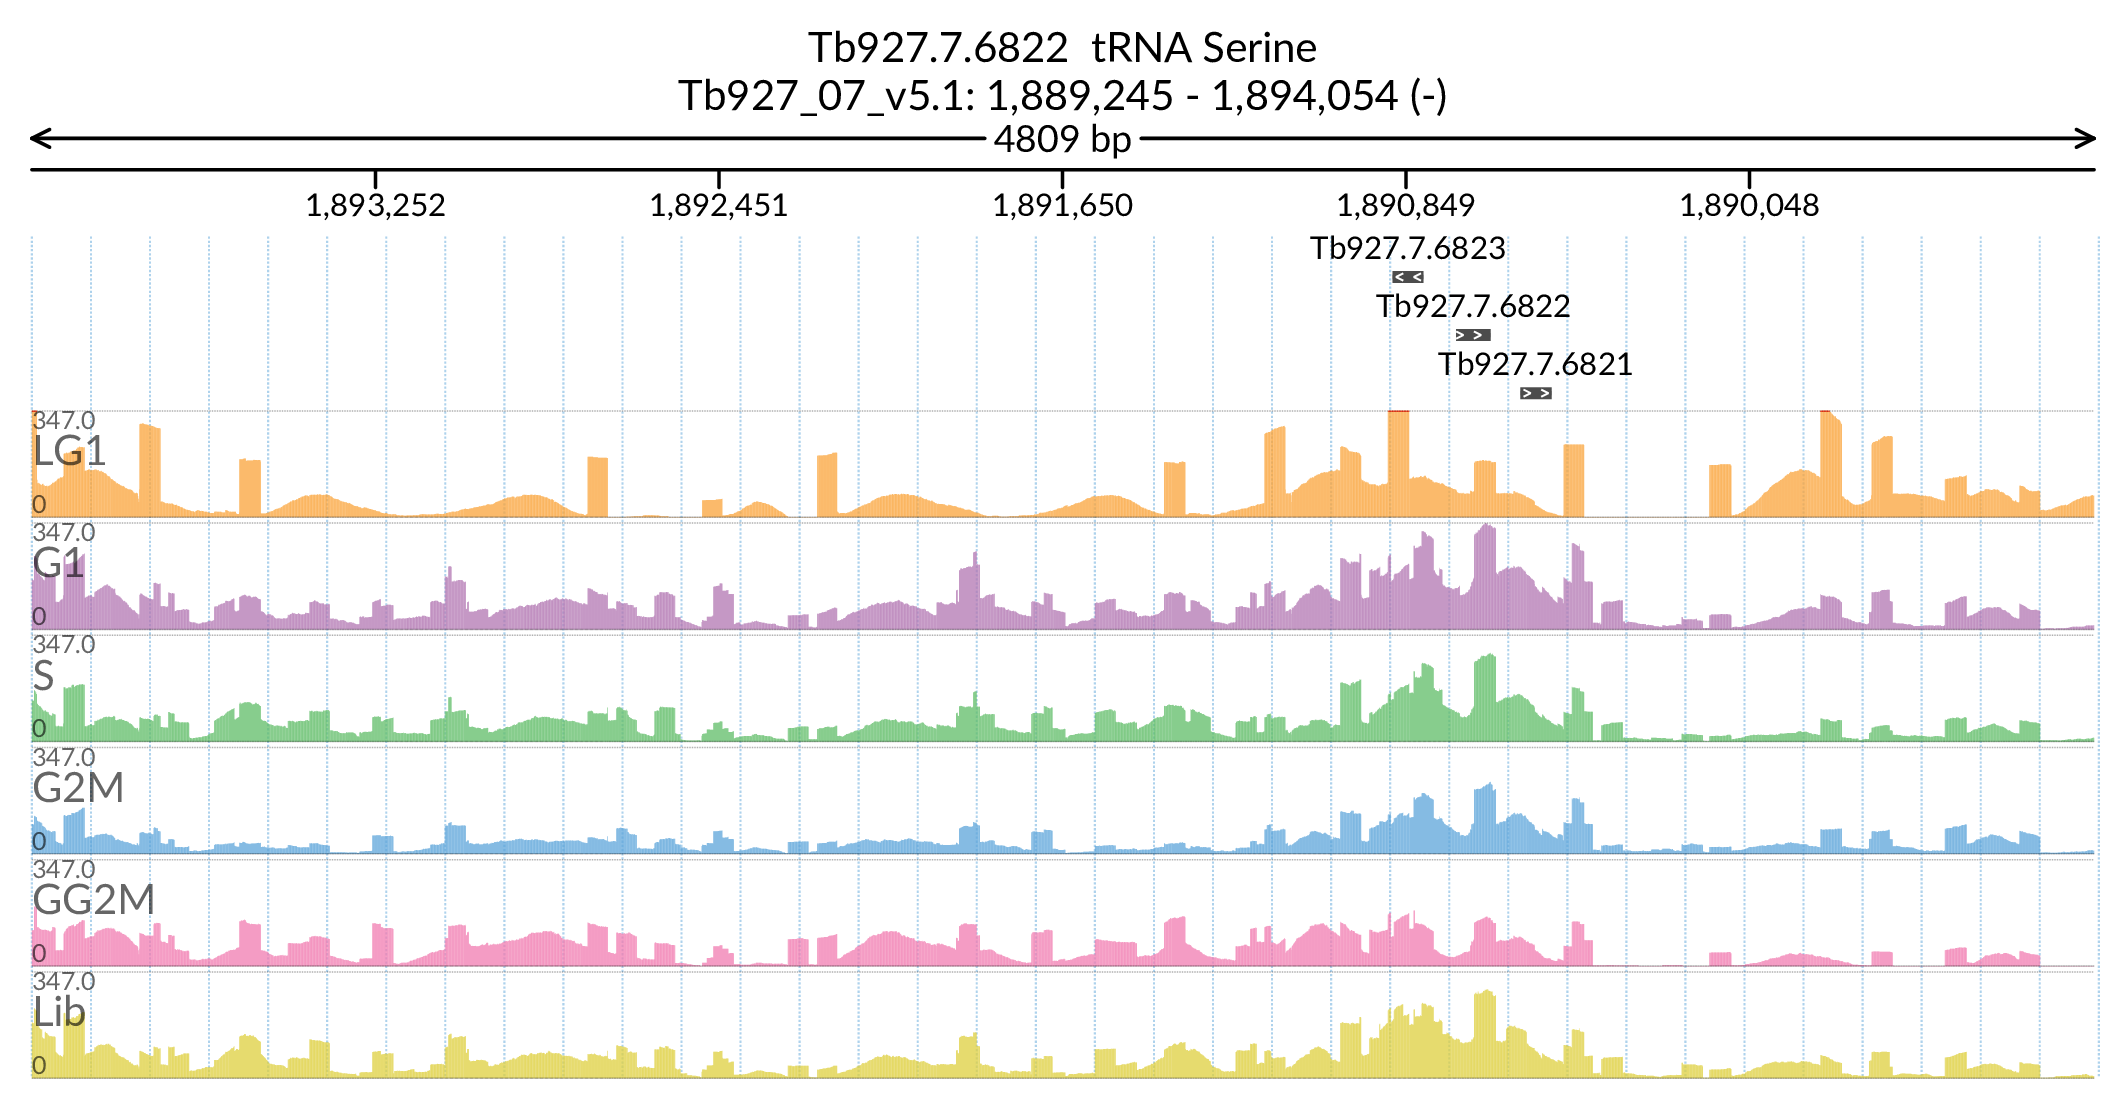 Tb927.7.6822 tRNA Serine
Tb927_07_v5.1: 1,889,245 - 1,894,054 (-)
4809 bp
1,893,252 1,892,451 1,891,650 1,890,849 1,890,048
Tb927.7.6823
Tb927.7.6822
Tb927.7.6821
347.0
LG1
0
347.0
G1
0
347.0
S
0
347.0
G2M
0
347.0
GG2M
0
347.0
Lib
0